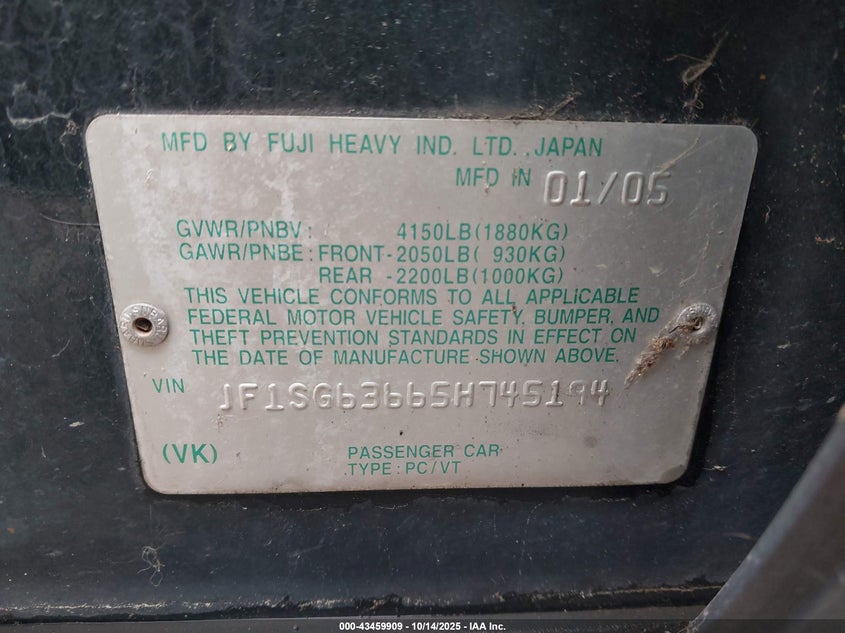 MFD BY FUJI HEAVY IND. LTD. JAPAN
MFD IN 01/05
GVWR/PNBV: 4150LB(1880KG)
GAWR/PNBE: FRONT-2050LB( 930KG)
REAR -2200LB(1000KG)
THIS VEHICLE CONFORMS TO ALL APPLICABLE
FEDERAL MOTOR VEHICLE SAFETY, BUMPER, AND
THEFT PREVENTION STANDARDS IN EFFECT ON
THE DATE OF MANUFACTURE SHOWN ABOVE.
VIN JF1SG63665H745194
(VK) PASSENGER CAR
TYPE: PC/VT
000-43459909 - 10/14/2025 - IAA Inc.